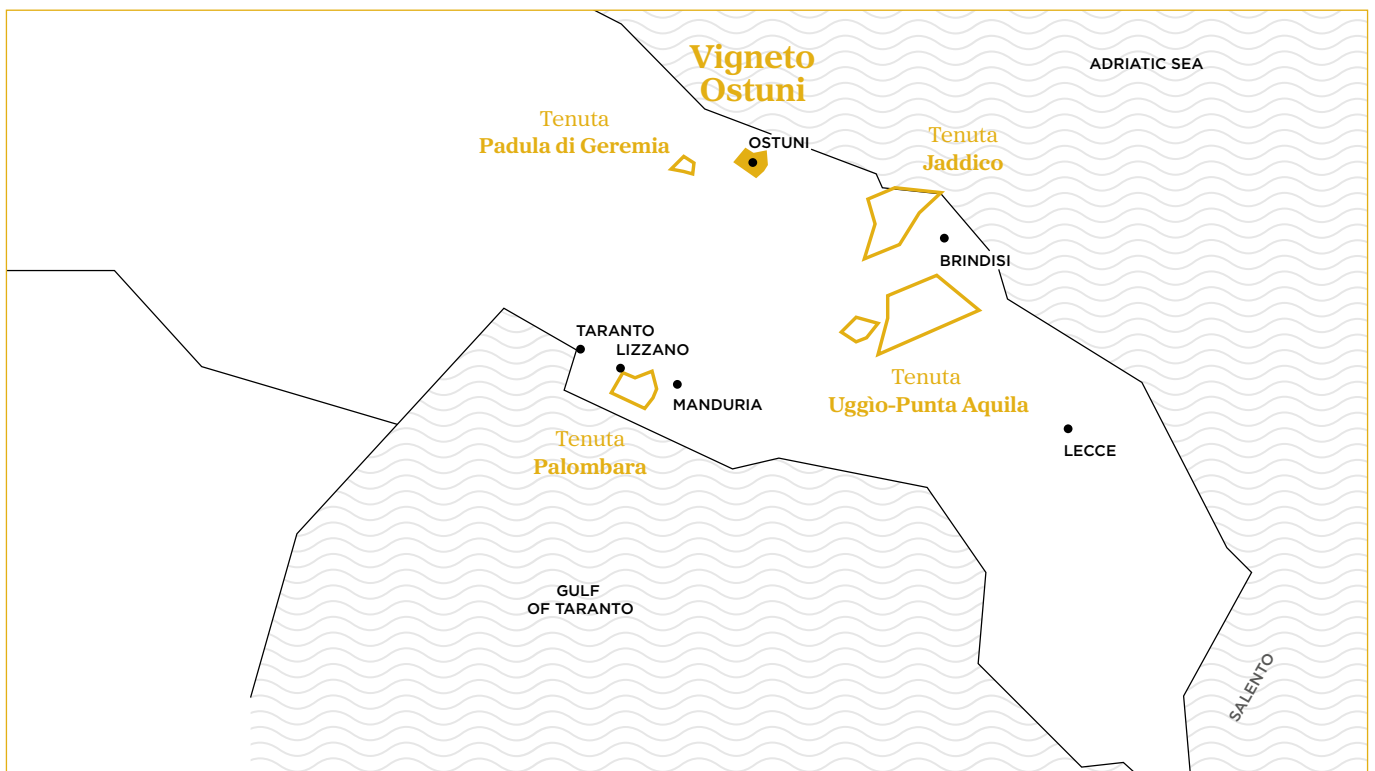 Vigneto
Ostuni
ADRIATIC SEA
Tenuta
Padula di Geremia
OSTUNI
Tenuta
Jaddico
BRINDISI
TARANTO
LIZZANO
MANDURIA
Tenuta
Uggìo-Punta Aquila
Tenuta
Palombara
LECCE
GULF
OF TARANTO
SALENTO